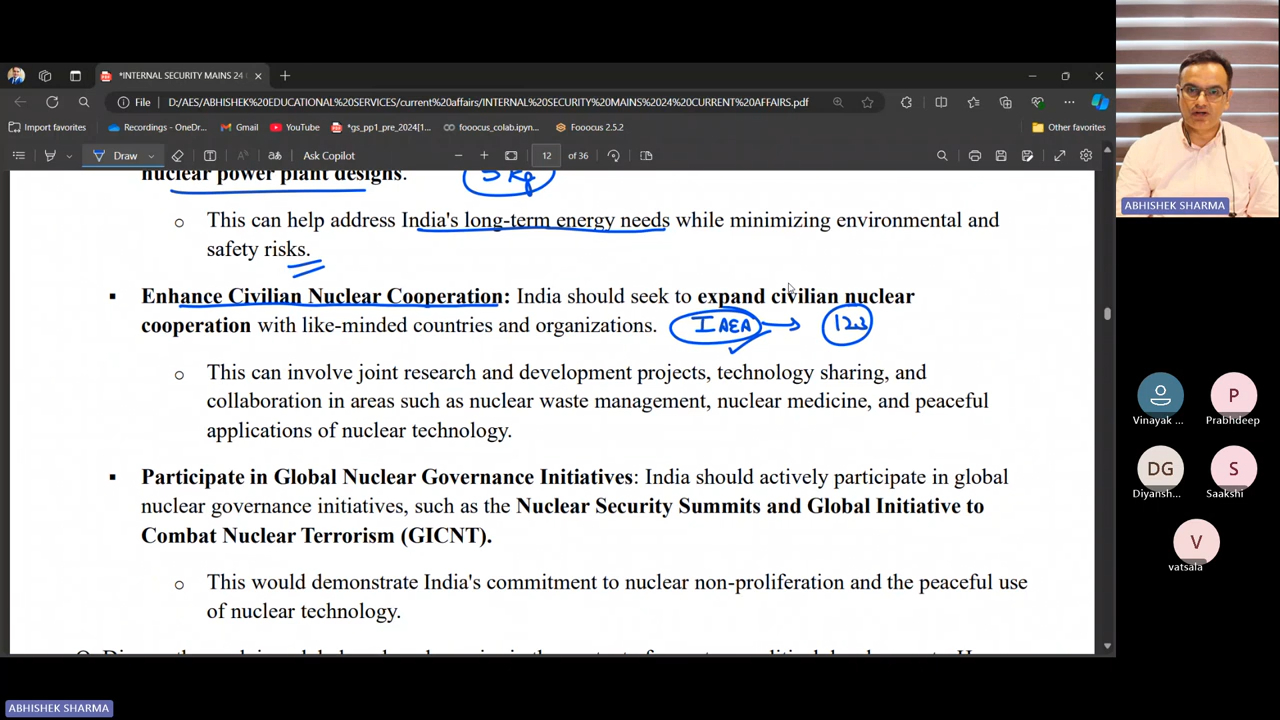 *INTERNAL SECURITY MAINS 24
File D:/AES/ABHISHEK%20EDUCATIONAL%20SERVICES/current%20affairs/INTERNAL%20SECURITY%20MAINS%202024%20CURRENT%20AFFAIRS.pdf
Import favorites Recordings - OneDr... Gmail YouTube *gs_pp1_pre_2024[1... fooocus_colab.ipyn... Fooocus 2.5.2 Other favorites
Draw Ask Copilot 12 of 36
nuclear power plant designs. 5 Kg
This can help address India's long-term energy needs while minimizing environmental and
safety risks.
Enhance Civilian Nuclear Cooperation: India should seek to expand civilian nuclear
cooperation with like-minded countries and organizations. IAEA → 123
This can involve joint research and development projects, technology sharing, and
collaboration in areas such as nuclear waste management, nuclear medicine, and peaceful
applications of nuclear technology.
Participate in Global Nuclear Governance Initiatives: India should actively participate in global
nuclear governance initiatives, such as the Nuclear Security Summits and Global Initiative to
Combat Nuclear Terrorism (GICNT).
This would demonstrate India's commitment to nuclear non-proliferation and the peaceful use
of nuclear technology.
ABHISHEK SHARMA
Vinayak ...
P
Prabhdeep
DG
Diyansh...
S
Saakshi
V
vatsala
ABHISHEK SHARMA